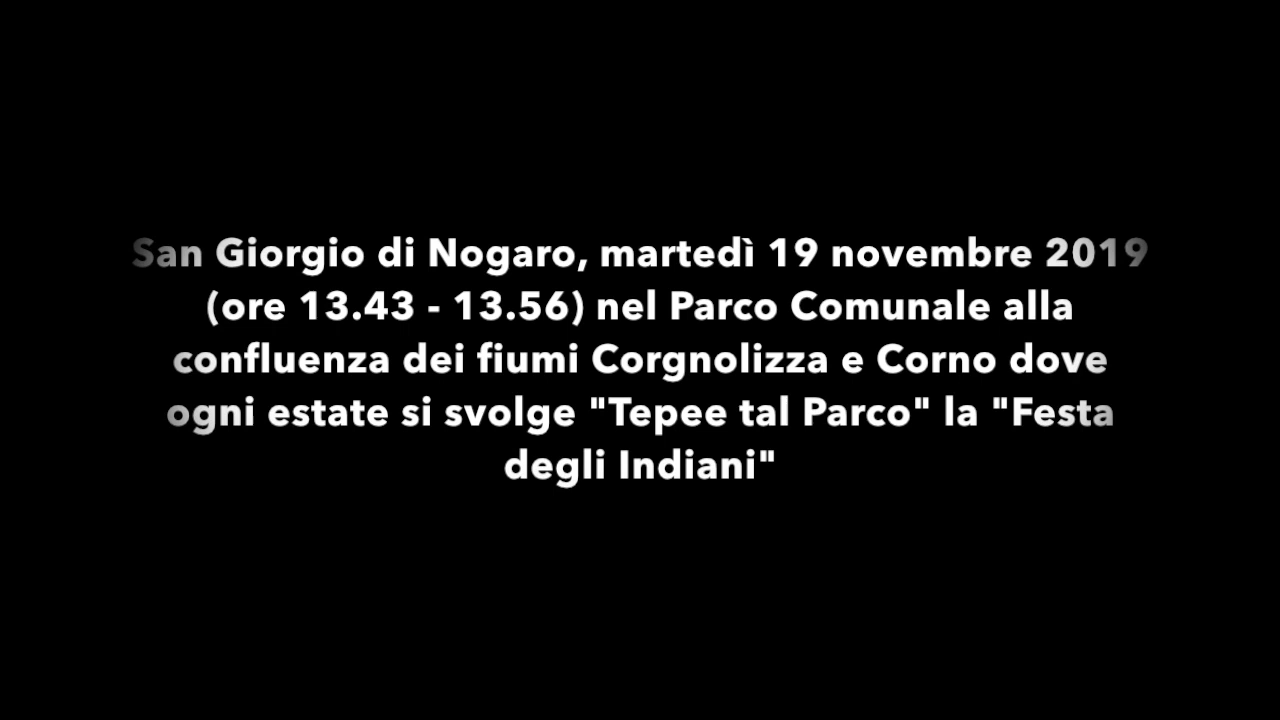 San Giorgio di Nogaro, martedì 19 novembre 2019
(ore 13.43 - 13.56) nel Parco Comunale alla
confluenza dei fiumi Corgnolizza e Corno dove
ogni estate si svolge "Tepee tal Parco" la "Festa
degli Indiani"